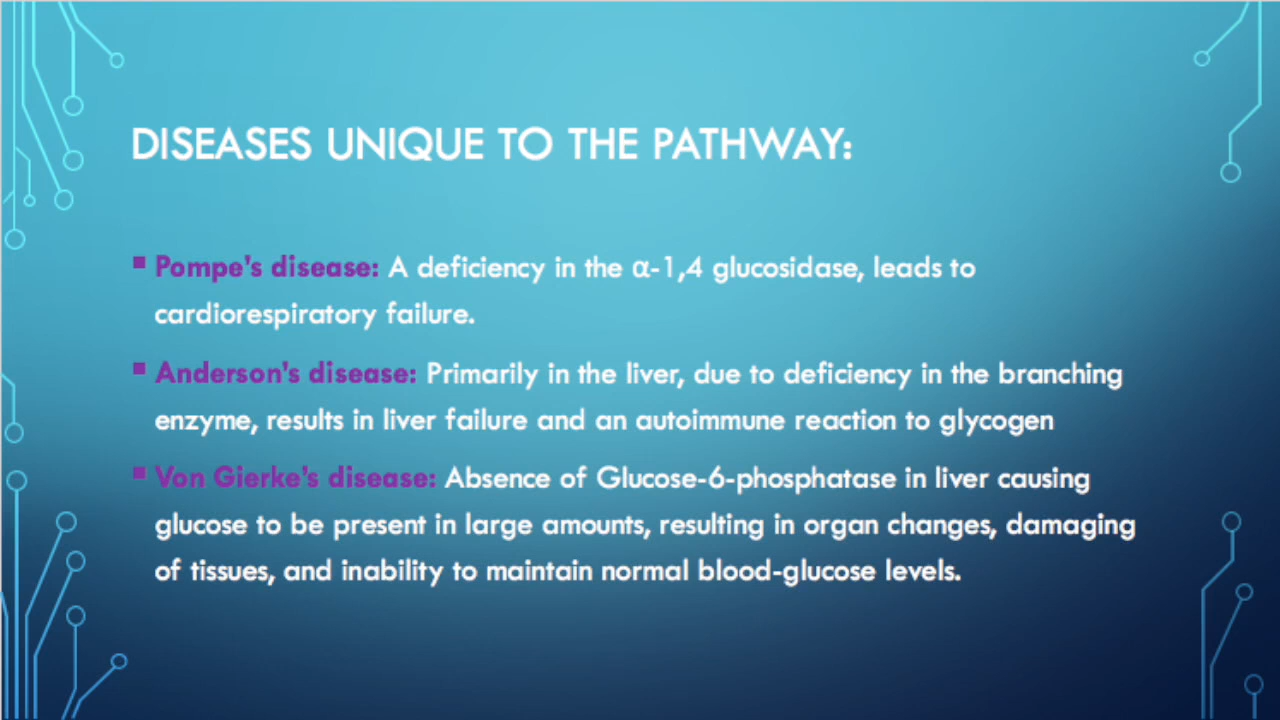 DISEASES UNIQUE TO THE PATHWAY:
▪ Pompe's disease: A deficiency in the α-1,4 glucosidase, leads to
cardiorespiratory failure.
▪ Anderson's disease: Primarily in the liver, due to deficiency in the branching
enzyme, results in liver failure and an autoimmune reaction to glycogen
▪ Von Gierke's disease: Absence of Glucose-6-phosphatase in liver causing
glucose to be present in large amounts, resulting in organ changes, damaging
of tissues, and inability to maintain normal blood-glucose levels.